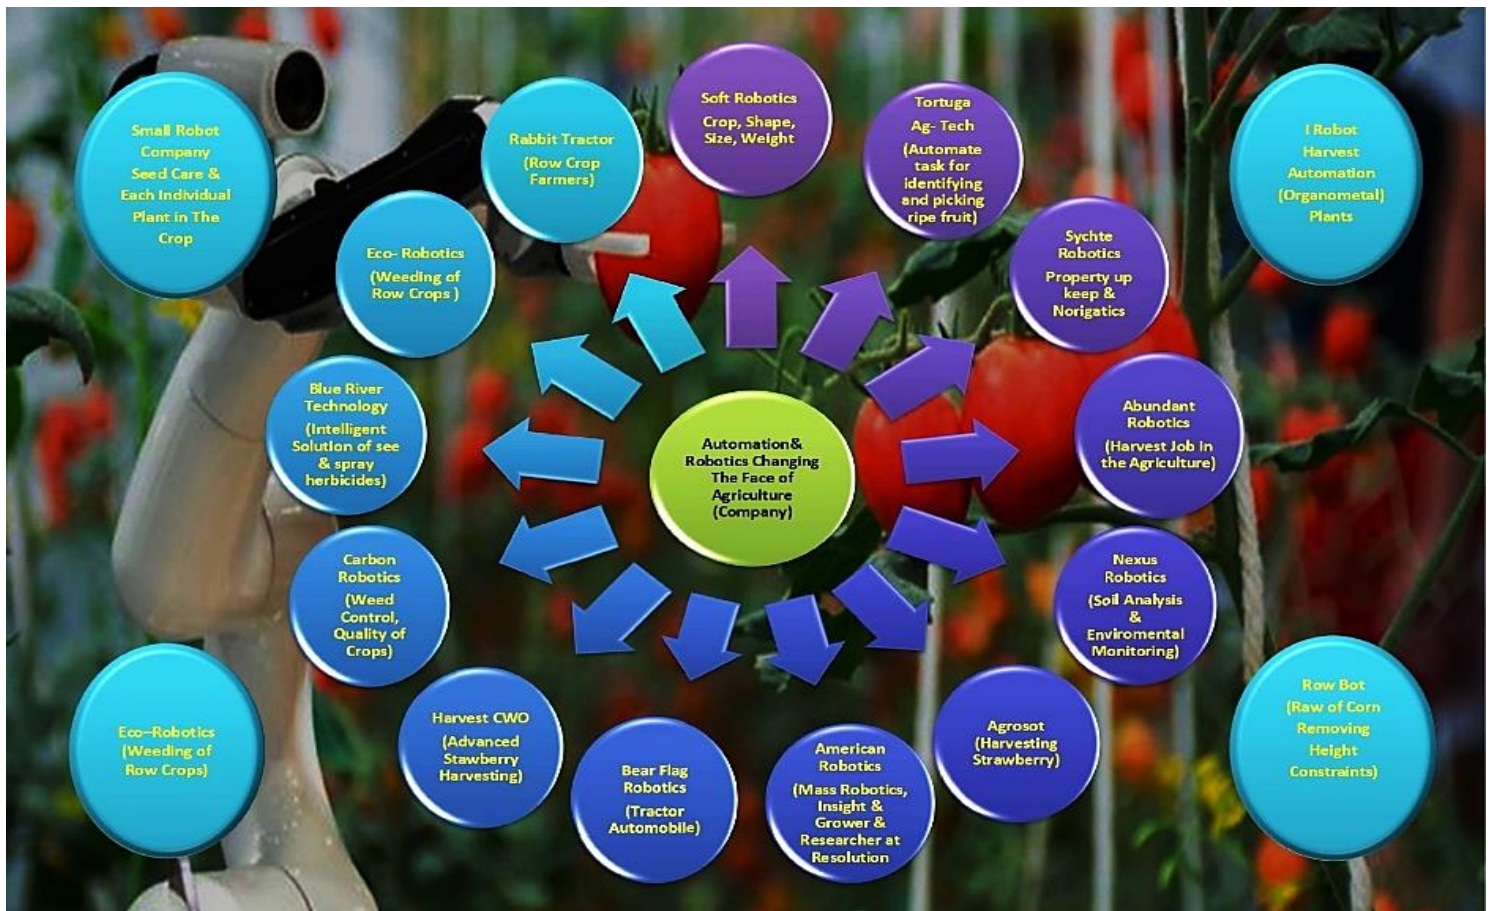 Small Robot
Company
Seed Care &
Each Individual
Plant in The
Crop
Rabbit Tractor
(Row Crop
Farmers)
Soft Robotics
Crop, Shape,
Size, Weight
Tortuga
Ag- Tech
(Automate
task for
identifying
and picking
ripe fruit)
I Robot
Harvest
Automation
(Organometal)
Plants
Eco- Robotics
(Weeding of
Row Crops )
Sychte
Robotics
Property up
keep &
Norigatics
Blue River
Technology
(Intelligent
Solution of see
& spray
herbicides)
Automation&
Robotics Changing
The Face of
Agriculture
(Company)
Abundant
Robotics
(Harvest Job in
the Agriculture)
Carbon
Robotics
(Weed
Control,
Quality of
Crops)
Nexus
Robotics
(Soil Analysis
&
Enviromental
Monitoring)
Eco–Robotics
(Weeding of
Row Crops)
Harvest CWO
(Advanced
Stawberry
Harvesting)
Bear Flag
Robotics
(Tractor
Automobile)
American
Robotics
(Mass Robotics,
Insight &
Grower &
Researcher at
Resolution
Agrosot
(Harvesting
Strawberry)
Row Bot
(Raw of Corn
Removing
Height
Constraints)